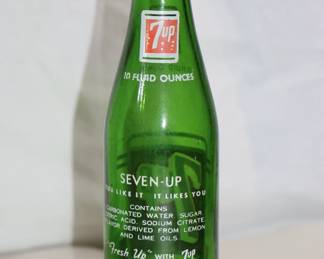 7up
10 FLUID OUNCES
SEVEN-UP
LIKE IT IT LIKES YOU
CONTAINS
CARBONATED WATER, SUGAR,
CITRIC ACID, SODIUM CITRATE
FLAVOR DERIVED FROM LEMON
AND LIME OILS.
"Fresh Up" WITH 7up